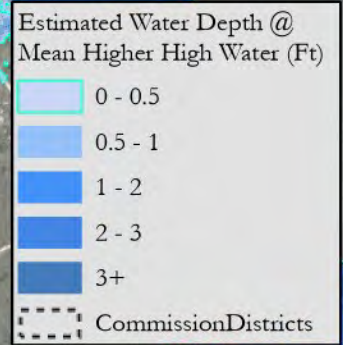 Estimated Water Depth @
Mean Higher High Water (Ft)
0 - 0.5
0.5 - 1
1 - 2
2 - 3
3+
CommissionDistricts